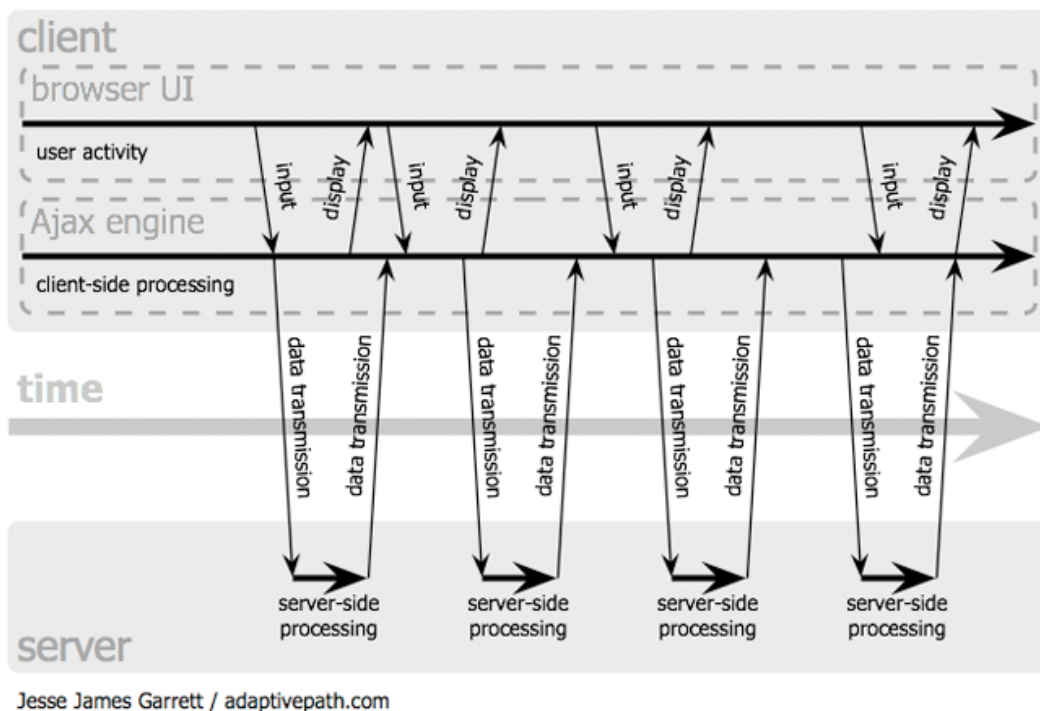 client
browser UI
user activity
input
display
input
display
input
display
input
display
Ajax engine
client-side processing
data transmission
data transmission
data transmission
data transmission
data transmission
data transmission
data transmission
data transmission
time
server-side
processing
server-side
processing
server-side
processing
server-side
processing
server
Jesse James Garrett / adaptivepath.com